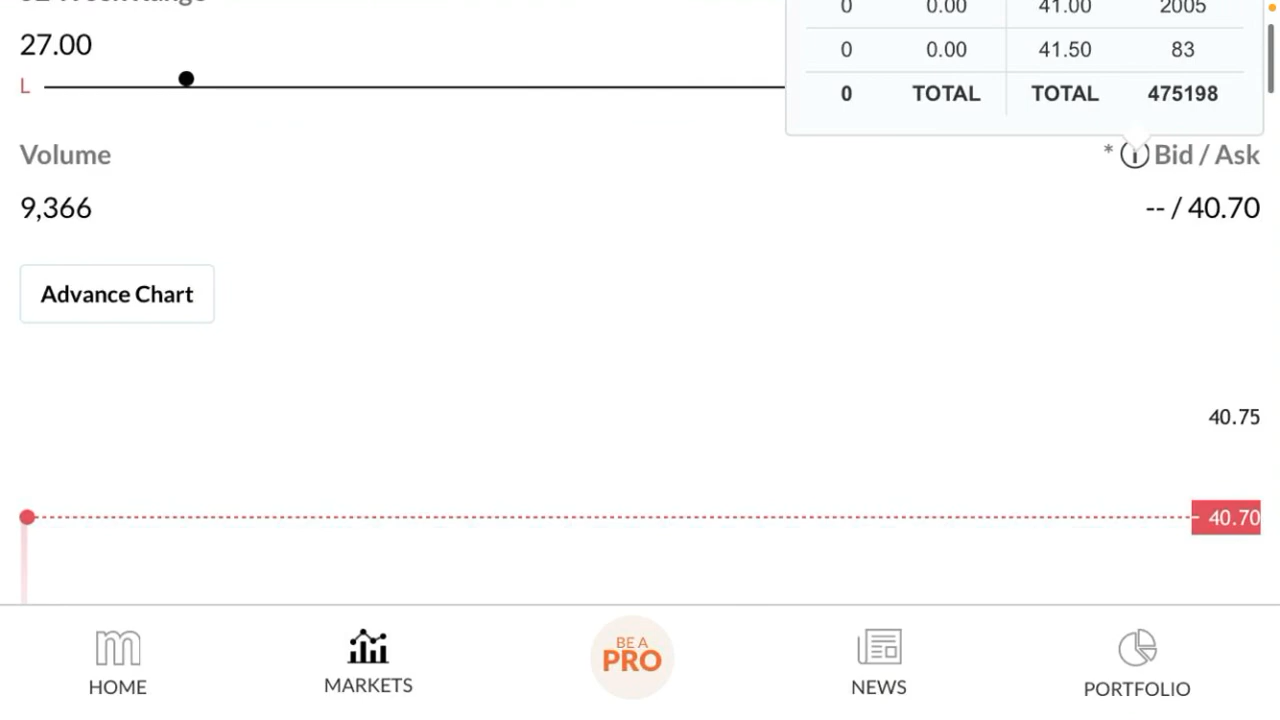 0 0.00 41.00 2005
27.00
0 0.00 41.50 83
L
0 TOTAL TOTAL 475198
Volume
* i Bid / Ask
9,366
-- / 40.70
Advance Chart
40.75
40.70
HOME
MARKETS
BE A
PRO
NEWS
PORTFOLIO